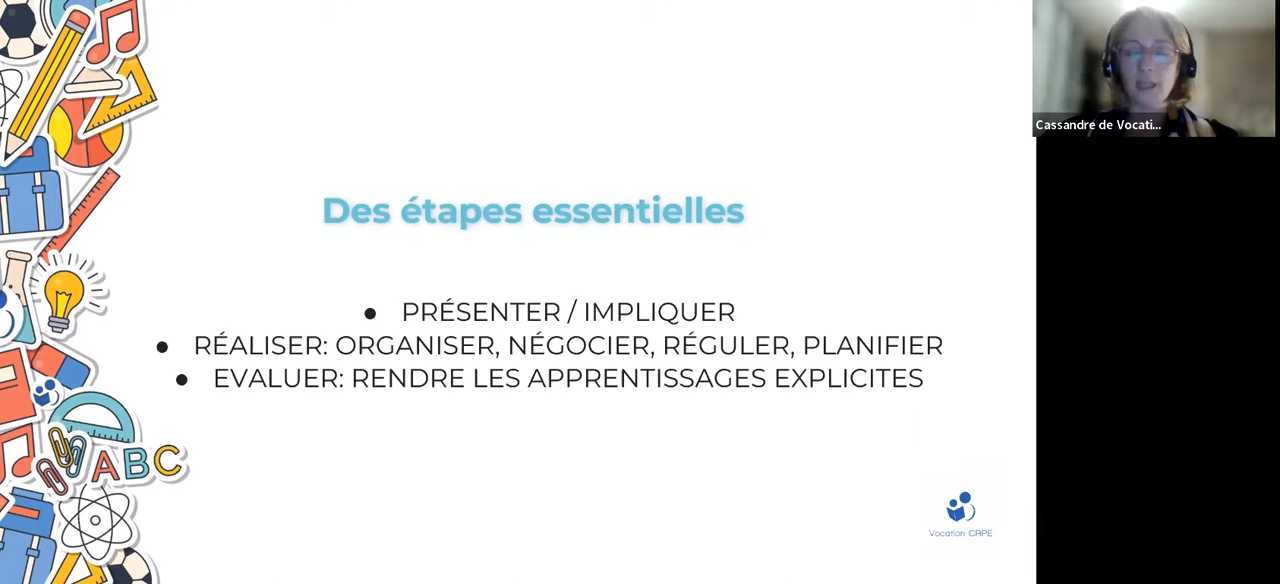 Des étapes essentielles
● PRÉSENTER / IMPLIQUER
● RÉALISER: ORGANISER, NÉGOCIER, RÉGULER, PLANIFIER
● EVALUER: RENDRE LES APPRENTISSAGES EXPLICITES
Cassandre de Vocati...
ABC
Vocation CRPE